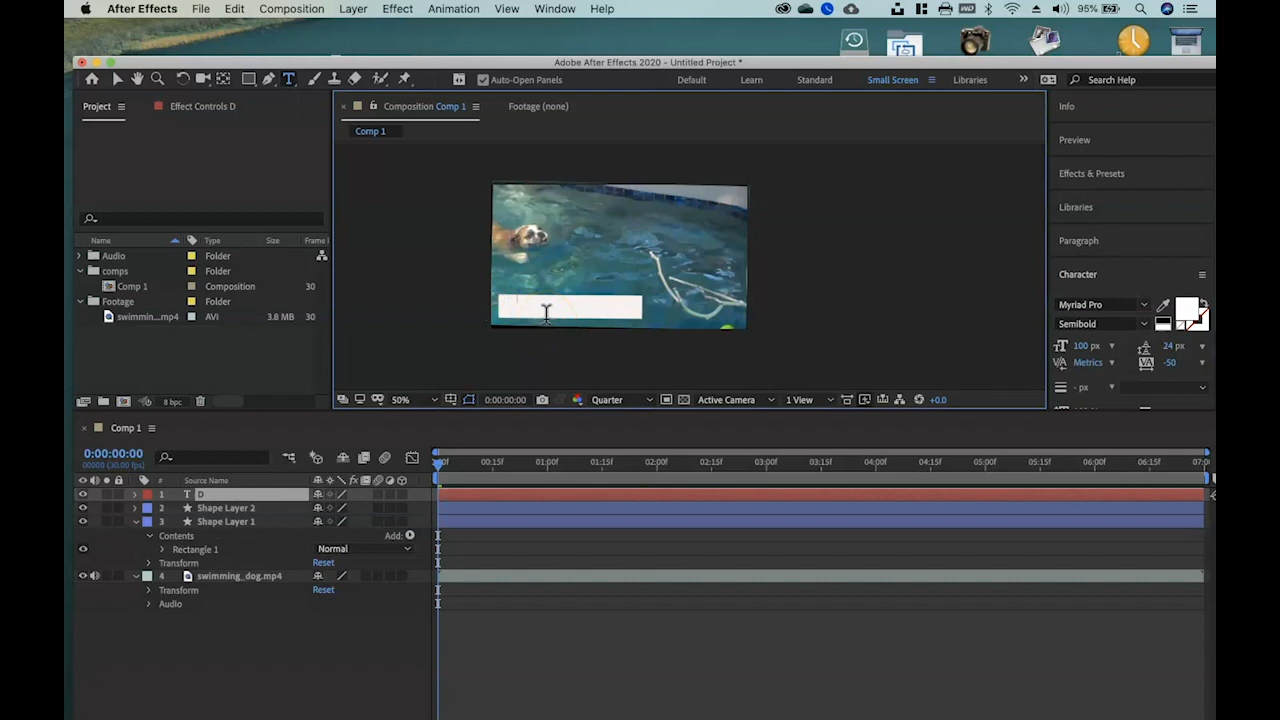 After Effects File Edit Composition Layer Effect Animation View Window Help 95%
Adobe After Effects 2020 - Untitled Project *
Auto-Open Panels Default Learn Standard Small Screen Libraries Search Help
Project Effect Controls D Composition Comp 1 Footage (none) Info
Comp 1
Preview
Effects & Presets
Libraries
Paragraph
Name Type Size Frame
Audio Folder
comps Folder
Comp 1 Composition 30
Footage Folder
swimmin...mp4 AVI 3.8 MB 30
Character
Myriad Pro
Semibold
100 px 24 px
Metrics -50
- px
8 bpc 50% 0:00:00:00 Quarter Active Camera 1 View +0.0
Comp 1
0:00:00:00
00000 (30.00 fps)
00:15f 01:00f 01:15f 02:00f 02:15f 03:00f 03:15f 04:00f 04:15f 05:00f 05:15f 06:00f 06:15f 07:0
# Source Name
1 T D
2 Shape Layer 2
3 Shape Layer 1
Contents Add:
Rectangle 1 Normal
Transform Reset
4 swimming_dog.mp4
Transform Reset
Audio